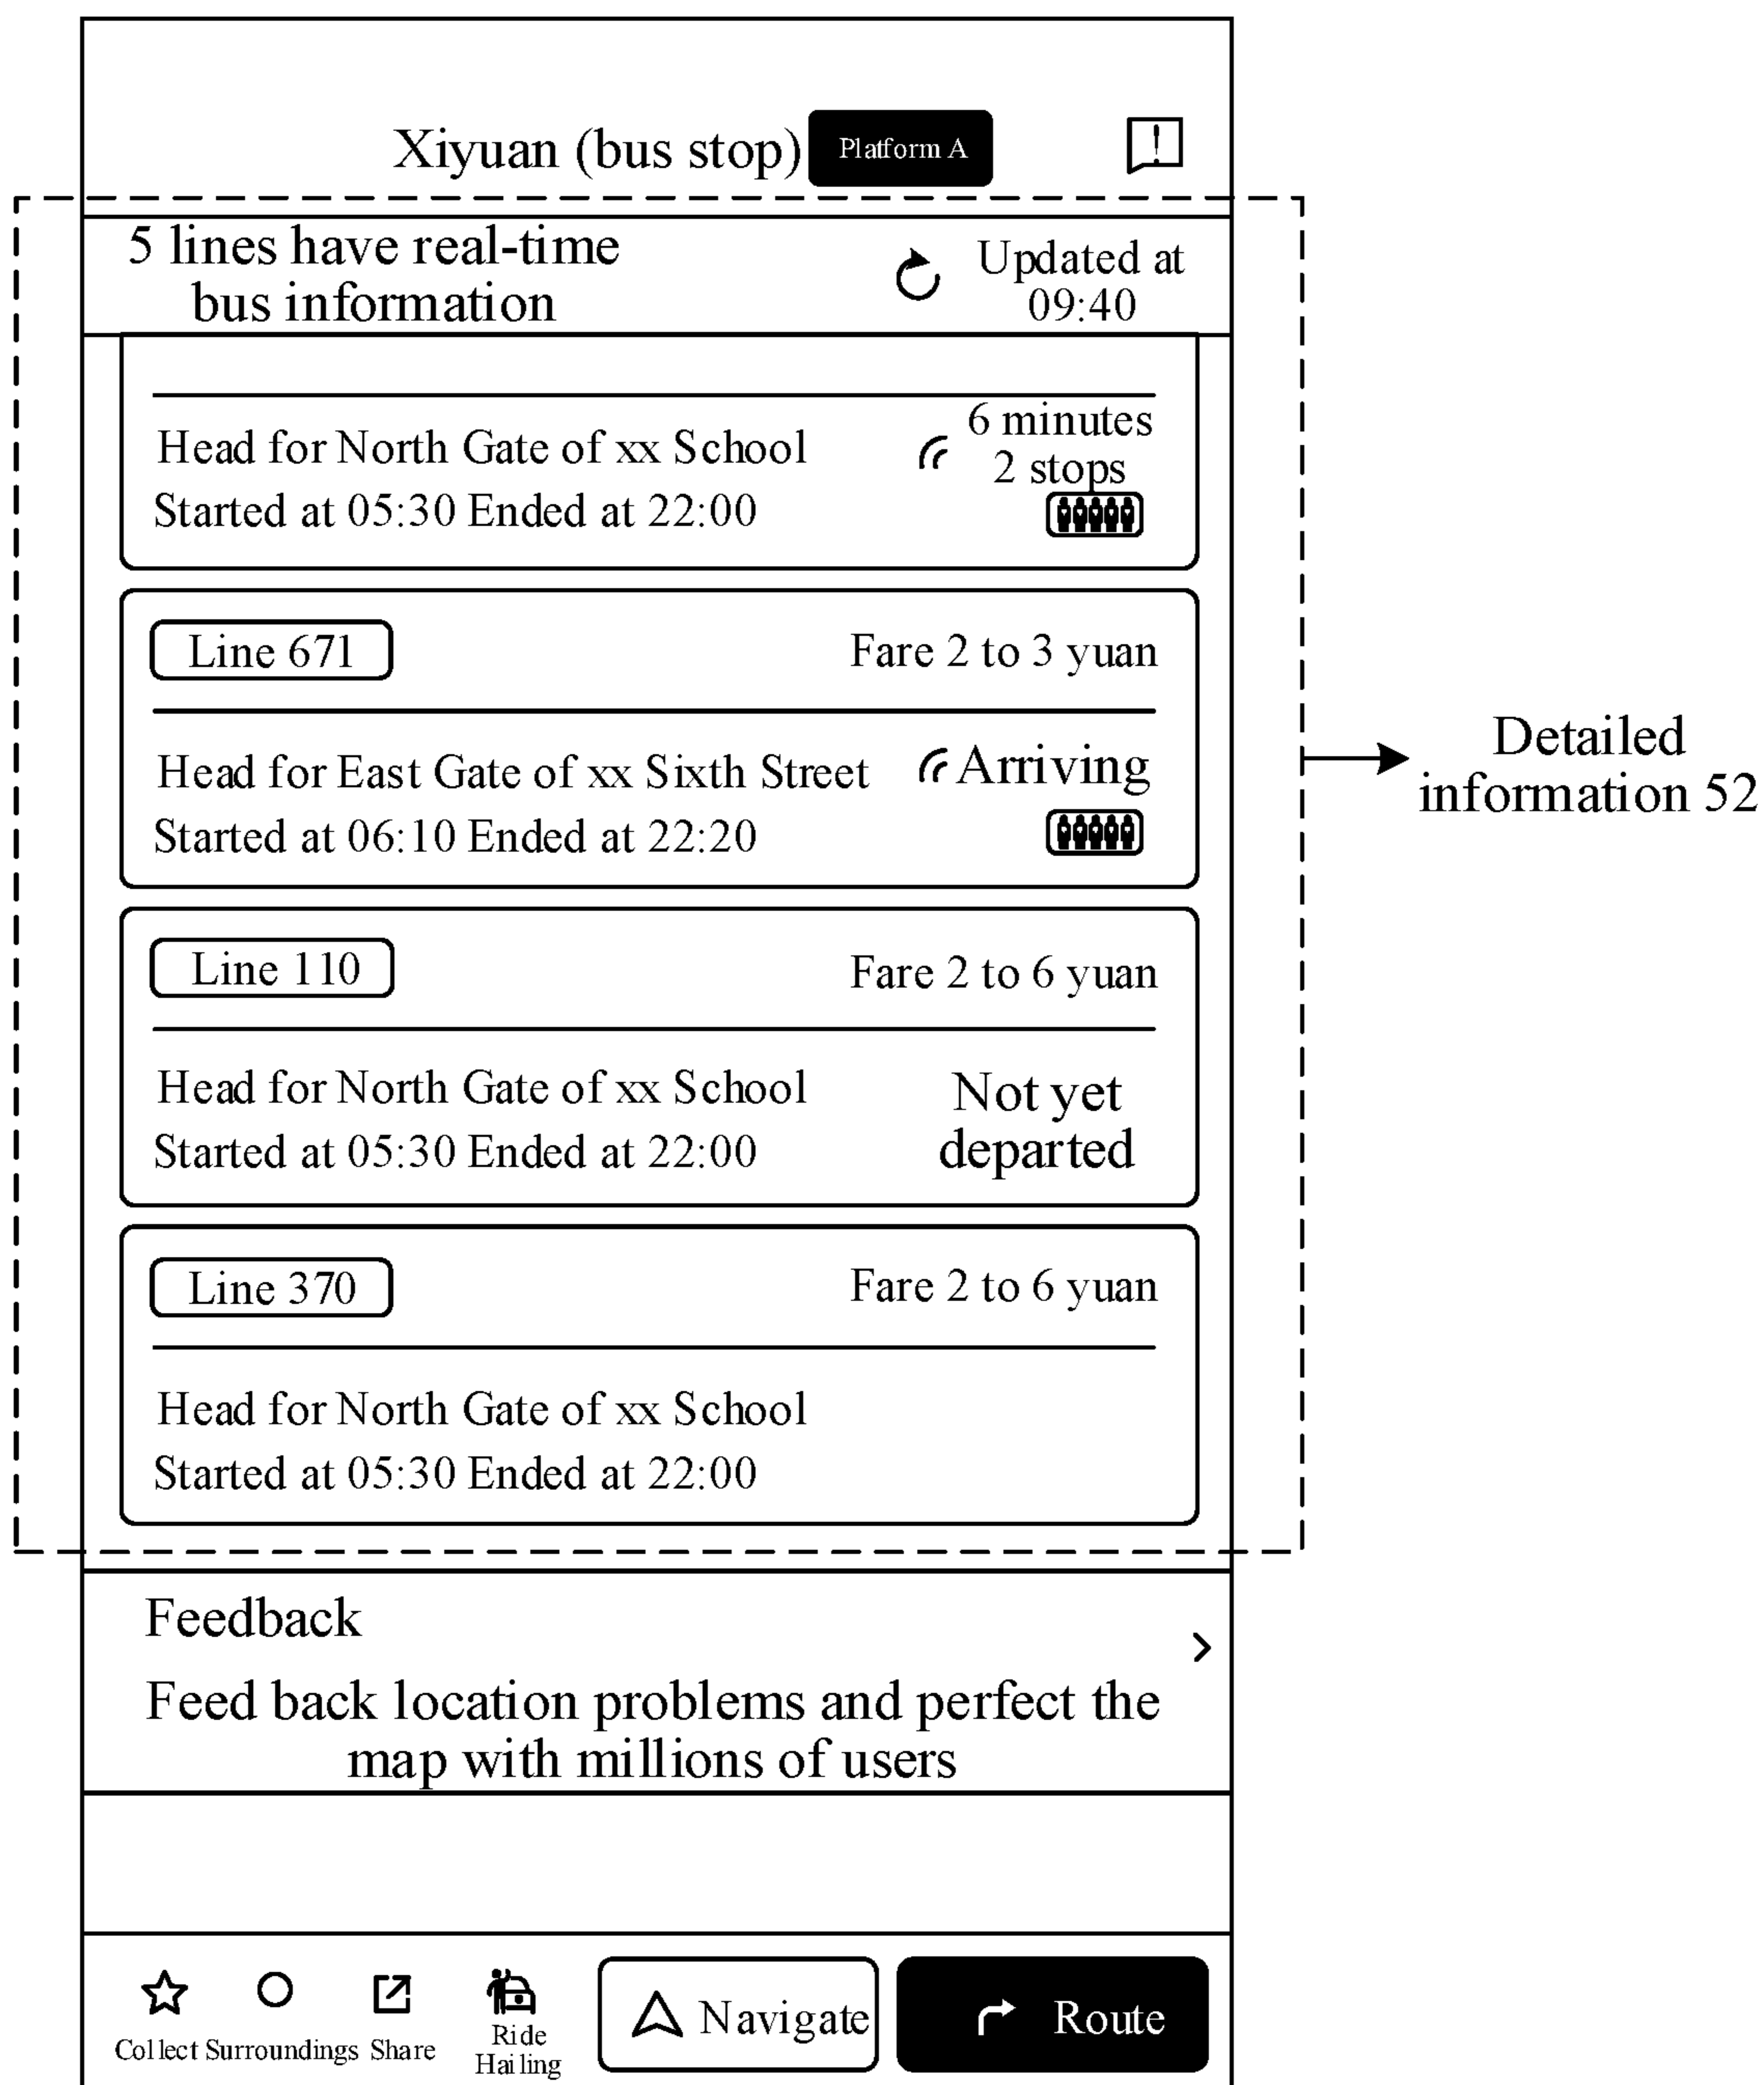 Xiyuan (bus stop) Platform A
5 lines have real-time
bus information
Updated at
09:40
Head for North Gate of xx School
6 minutes
2 stops
Started at 05:30 Ended at 22:00
Line 671
Fare 2 to 3 yuan
Head for East Gate of xx Sixth Street
Arriving
Started at 06:10 Ended at 22:20
Line 110
Fare 2 to 6 yuan
Head for North Gate of xx School
Started at 05:30 Ended at 22:00
Not yet
departed
Line 370
Fare 2 to 6 yuan
Head for North Gate of xx School
Started at 05:30 Ended at 22:00
Detailed
information 52
Feedback
>
Feed back location problems and perfect the
map with millions of users
Collect
Surroundings
Share
Ride
Hailing
Navigate
Route